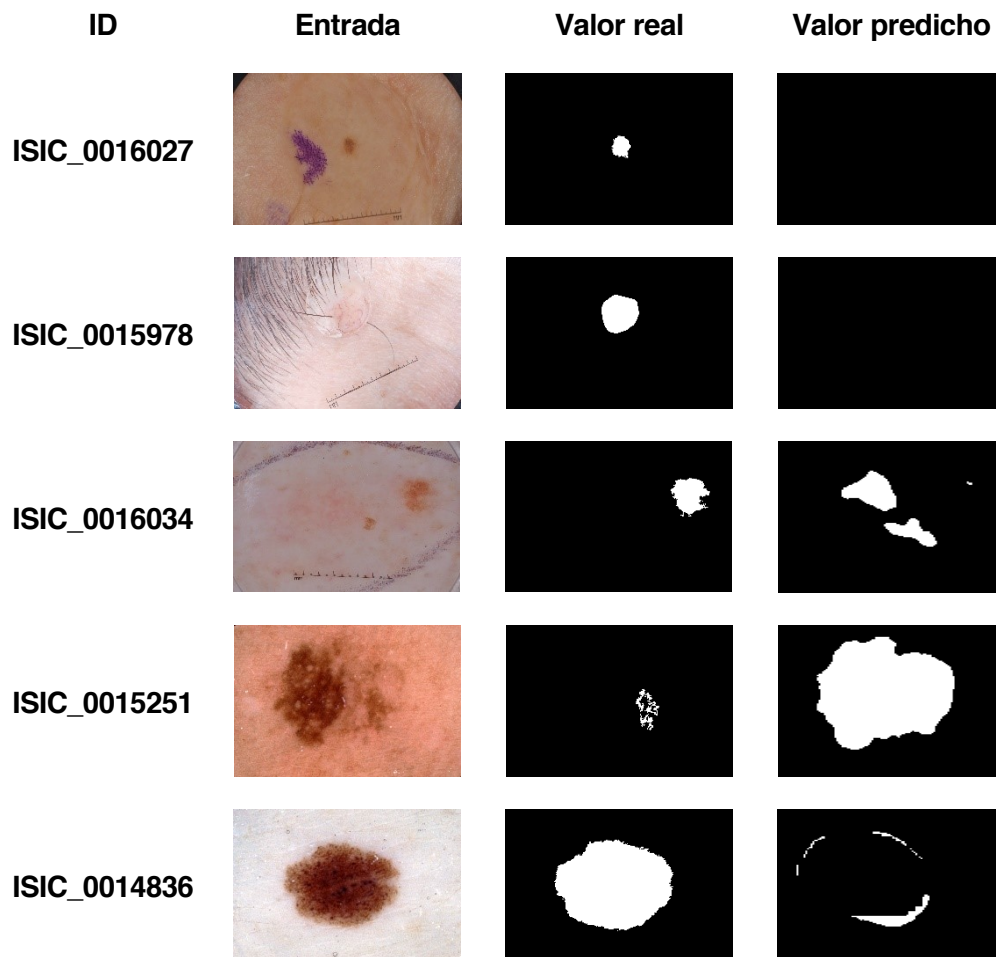 ID Entrada Valor real Valor predicho
ISIC_0016027
ISIC_0015978
ISIC_0016034
ISIC_0015251
ISIC_0014836